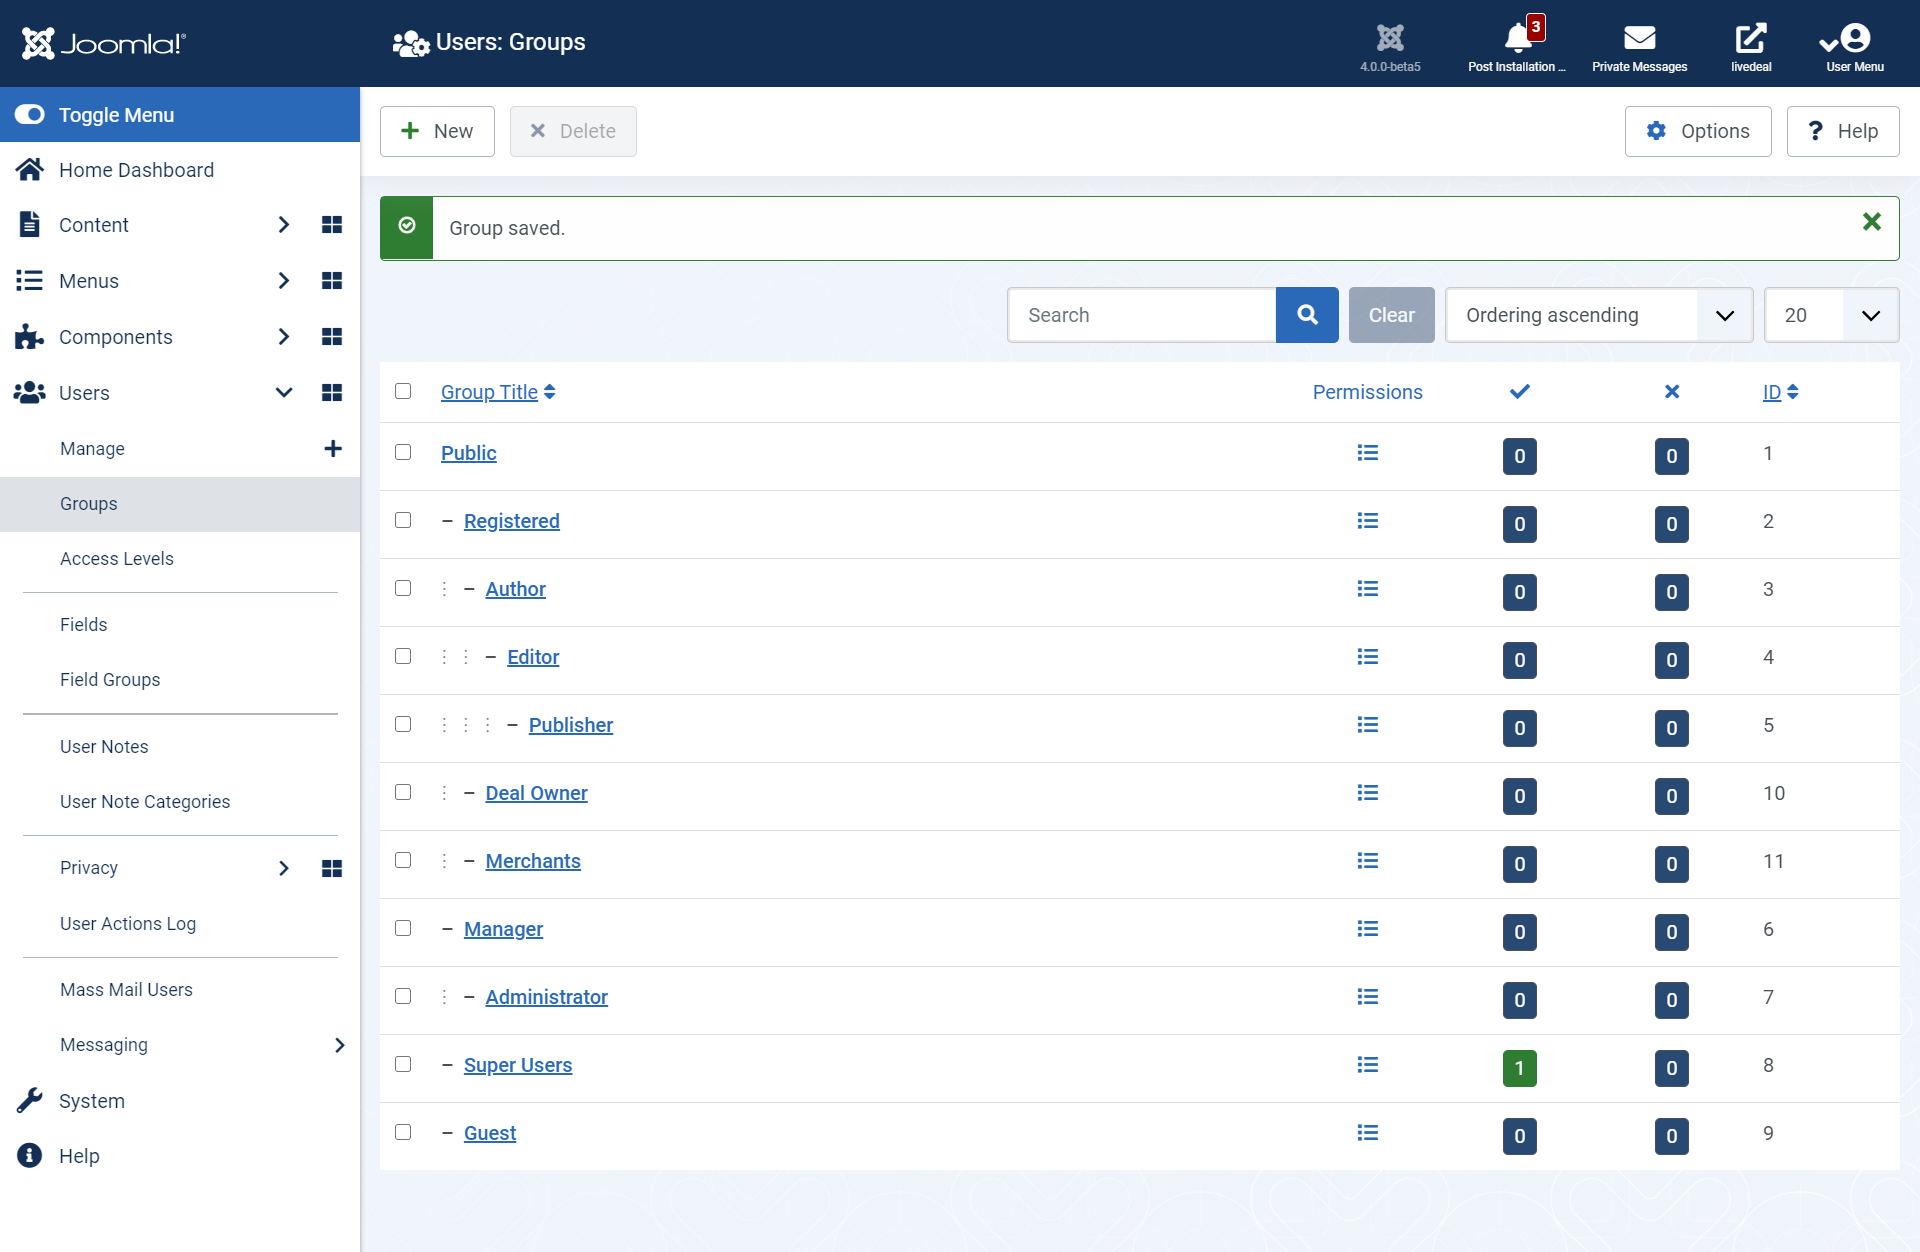 Joomla!®
Users: Groups
4.0.0-beta5
3
Post Installation ...
Private Messages
livedeal
User Menu
Toggle Menu
Home Dashboard
Content
Menus
Components
Users
Manage
Groups
Access Levels
Fields
Field Groups
User Notes
User Note Categories
Privacy
User Actions Log
Mass Mail Users
Messaging
System
Help
New
Delete
Options
? Help
Group saved.
Search
Clear
Ordering ascending
20
Group Title Permissions ID
Public 0 0 1
– Registered 0 0 2
⋮ – Author 0 0 3
⋮ ⋮ – Editor 0 0 4
⋮ ⋮ ⋮ – Publisher 0 0 5
⋮ – Deal Owner 0 0 10
⋮ – Merchants 0 0 11
– Manager 0 0 6
⋮ – Administrator 0 0 7
– Super Users 1 0 8
– Guest 0 0 9